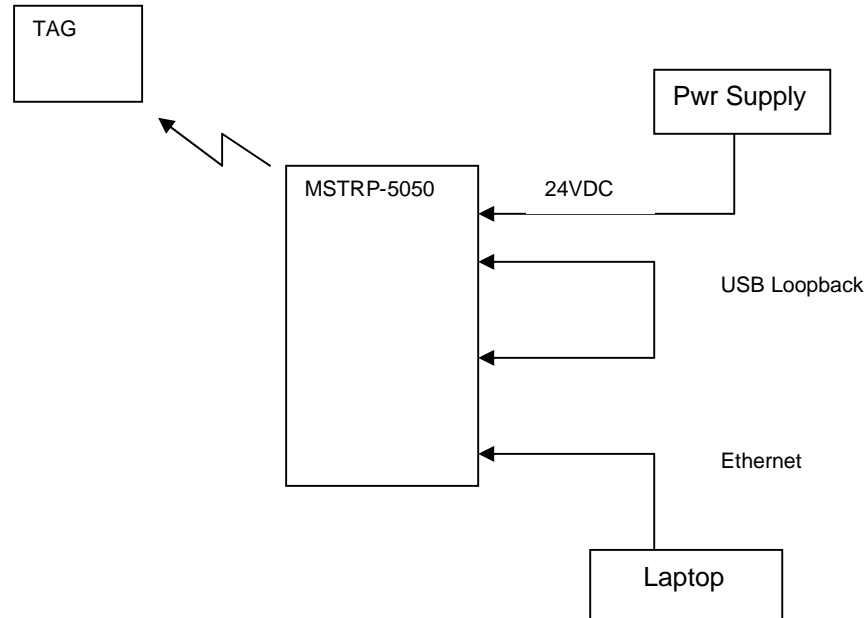 TAG
Pwr Supply
MSTRP-5050
24VDC
USB Loopback
Ethernet
Laptop